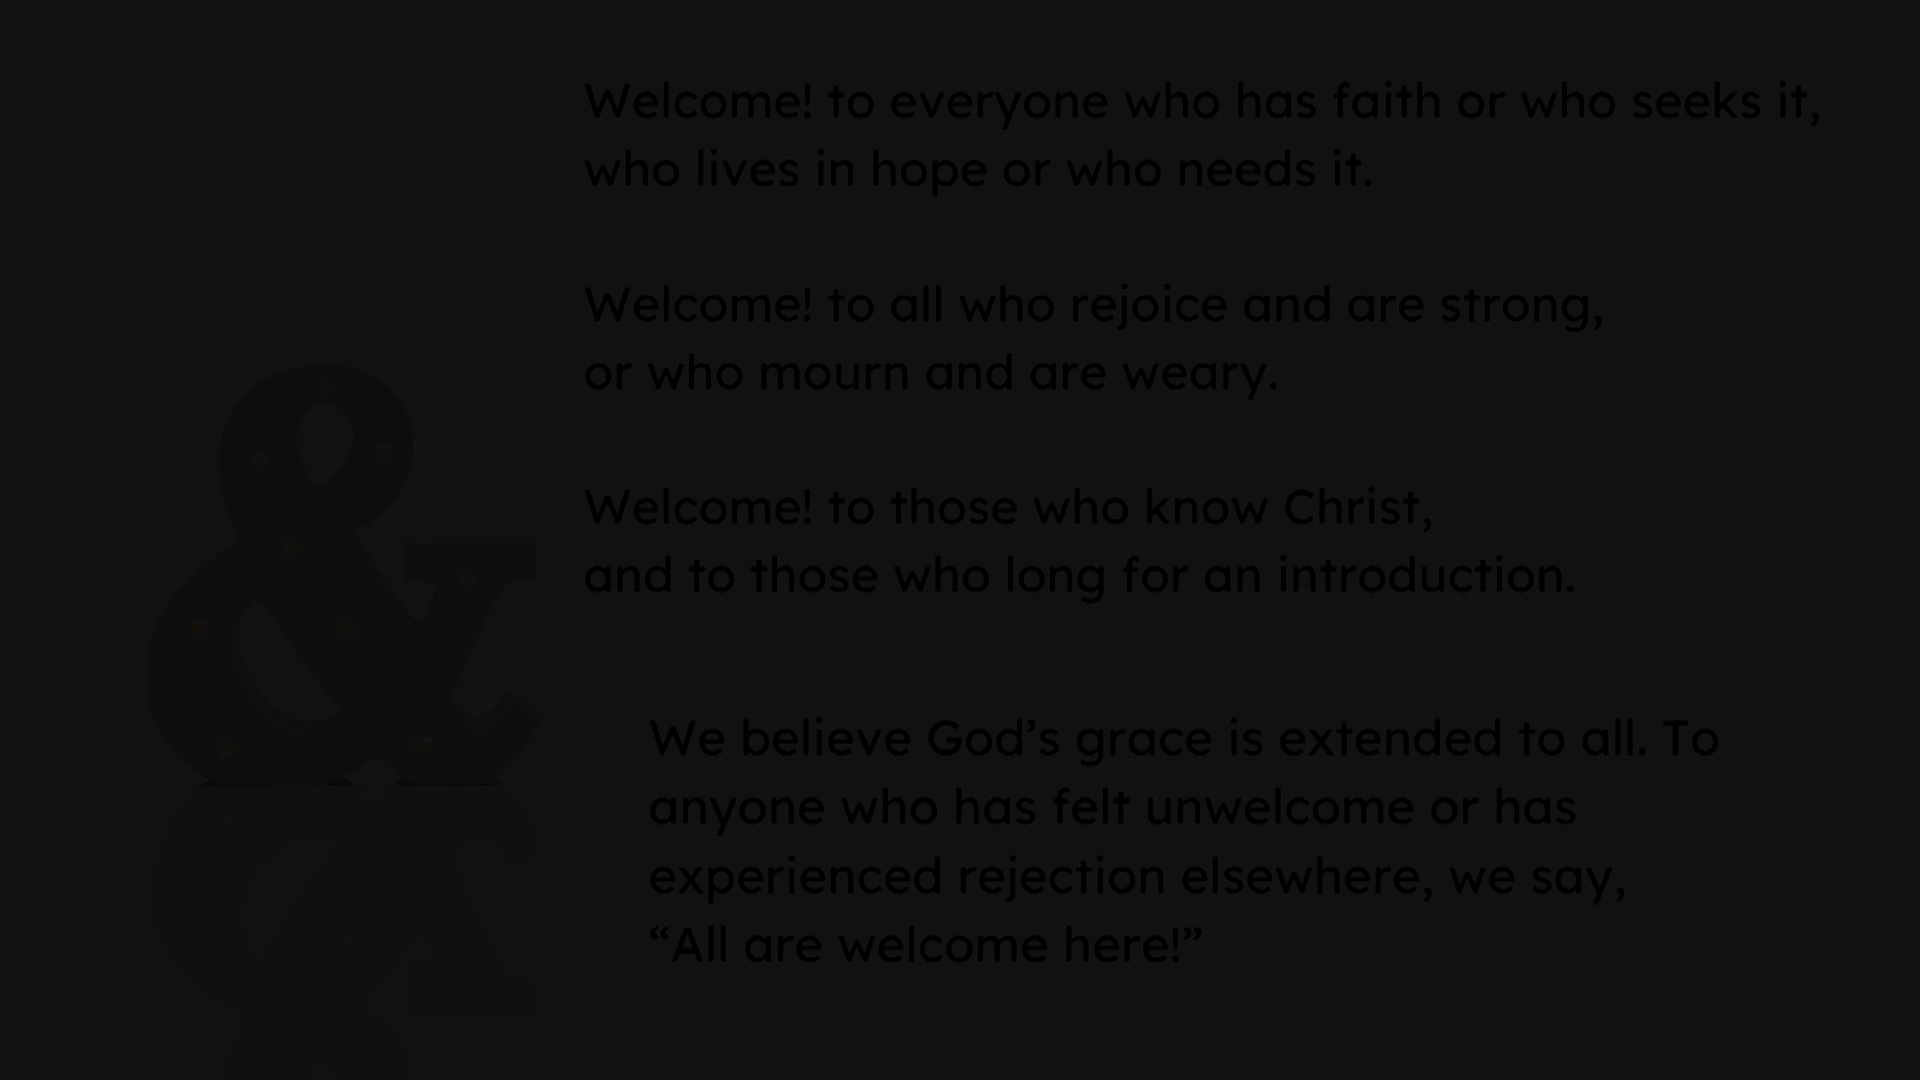 Welcome! to everyone who has faith or who seeks it,
who lives in hope or who needs it.
Welcome! to all who rejoice and are strong,
or who mourn and are weary.
Welcome! to those who know Christ,
and to those who long for an introduction.
&
We believe God’s grace is extended to all. To
anyone who has felt unwelcome or has
experienced rejection elsewhere, we say,
“All are welcome here!”